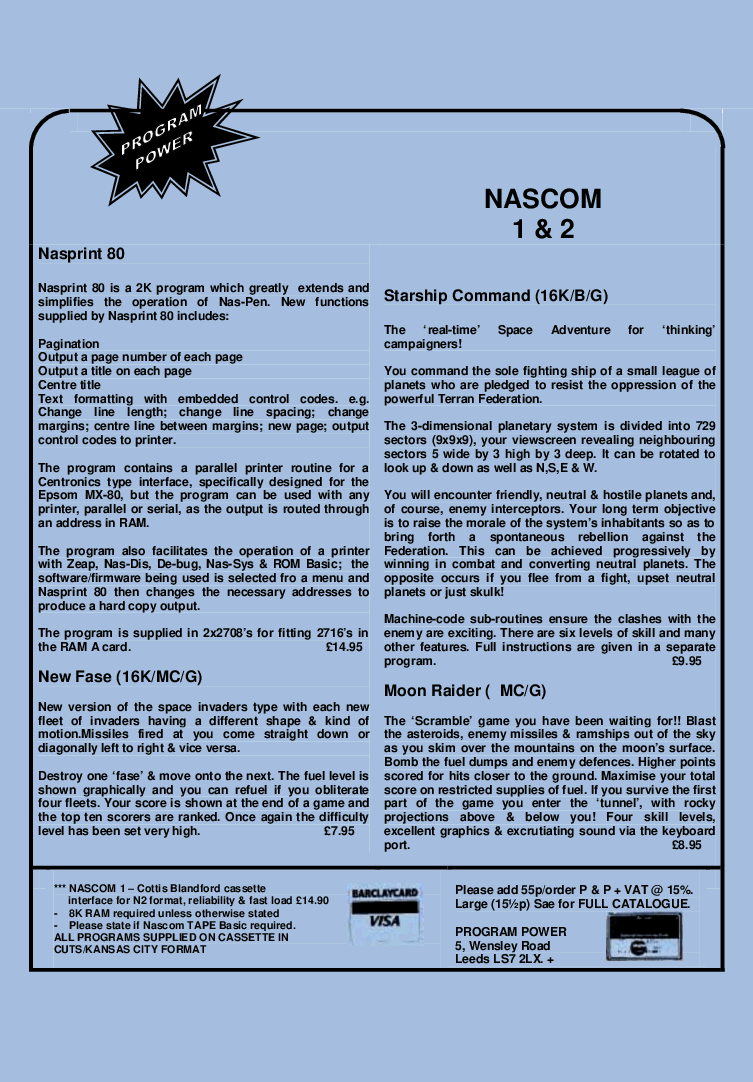 PROGRAM
POWER
NASCOM
1 & 2
Nasprint 80
Nasprint 80 is a 2K program which greatly extends and
simplifies the operation of Nas-Pen. New functions
supplied by Nasprint 80 includes:
Pagination
Output a page number of each page
Output a title on each page
Centre title
Text formatting with embedded control codes. e.g.
Change line length; change line spacing; change
margins; centre line between margins; new page; output
control codes to printer.
The program contains a parallel printer routine for a
Centronics type interface, specifically designed for the
Epsom MX-80, but the program can be used with any
printer, parallel or serial, as the output is routed through
an address in RAM.
The program also facilitates the operation of a printer
with Zeap, Nas-Dis, De-bug, Nas-Sys & ROM Basic; the
software/firmware being used is selected fro a menu and
Nasprint 80 then changes the necessary addresses to
produce a hard copy output.
The program is supplied in 2x2708's for fitting 2716's in
the RAM A card. £14.95
New Fase (16K/MC/G)
New version of the space invaders type with each new
fleet of invaders having a different shape & kind of
motion.Missiles fired at you come straight down or
diagonally left to right & vice versa.
Destroy one ‘fase’ & move onto the next. The fuel level is
shown graphically and you can refuel if you obliterate
four fleets. Your score is shown at the end of a game and
the top ten scorers are ranked. Once again the difficulty
level has been set very high. £7.95
Starship Command (16K/B/G)
The ‘real-time’ Space Adventure for ‘thinking’
campaigners!
You command the sole fighting ship of a small league of
planets who are pledged to resist the oppression of the
powerful Terran Federation.
The 3-dimensional planetary system is divided into 729
sectors (9x9x9), your viewscreen revealing neighbouring
sectors 5 wide by 3 high by 3 deep. It can be rotated to
look up & down as well as N,S,E & W.
You will encounter friendly, neutral & hostile planets and,
of course, enemy interceptors. Your long term objective
is to raise the morale of the system's inhabitants so as to
bring forth a spontaneous rebellion against the
Federation. This can be achieved progressively by
winning in combat and converting neutral planets. The
opposite occurs if you flee from a fight, upset neutral
planets or just skulk!
Machine-code sub-routines ensure the clashes with the
enemy are exciting. There are six levels of skill and many
other features. Full instructions are given in a separate
program. £9.95
Moon Raider ( MC/G)
The ‘Scramble’ game you have been waiting for!! Blast
the asteroids, enemy missiles & ramships out of the sky
as you skim over the mountains on the moon's surface.
Bomb the fuel dumps and enemy defences. Higher points
scored for hits closer to the ground. Maximise your total
score on restricted supplies of fuel. If you survive the first
part of the game you enter the ‘tunnel’, with rocky
projections above & below you! Four skill levels,
excellent graphics & excrutiating sound via the keyboard
port. £8.95
*** NASCOM 1 – Cottis Blandford cassette
interface for N2 format, reliability & fast load £14.90
- 8K RAM required unless otherwise stated
- Please state if Nascom TAPE Basic required.
ALL PROGRAMS SUPPLIED ON CASSETTE IN
CUTS/KANSAS CITY FORMAT
BARCLAYCARD
VISA
Please add 55p/order P & P + VAT @ 15%.
Large (15½p) Sae for FULL CATALOGUE.
PROGRAM POWER
5, Wensley Road
Leeds LS7 2LX. +